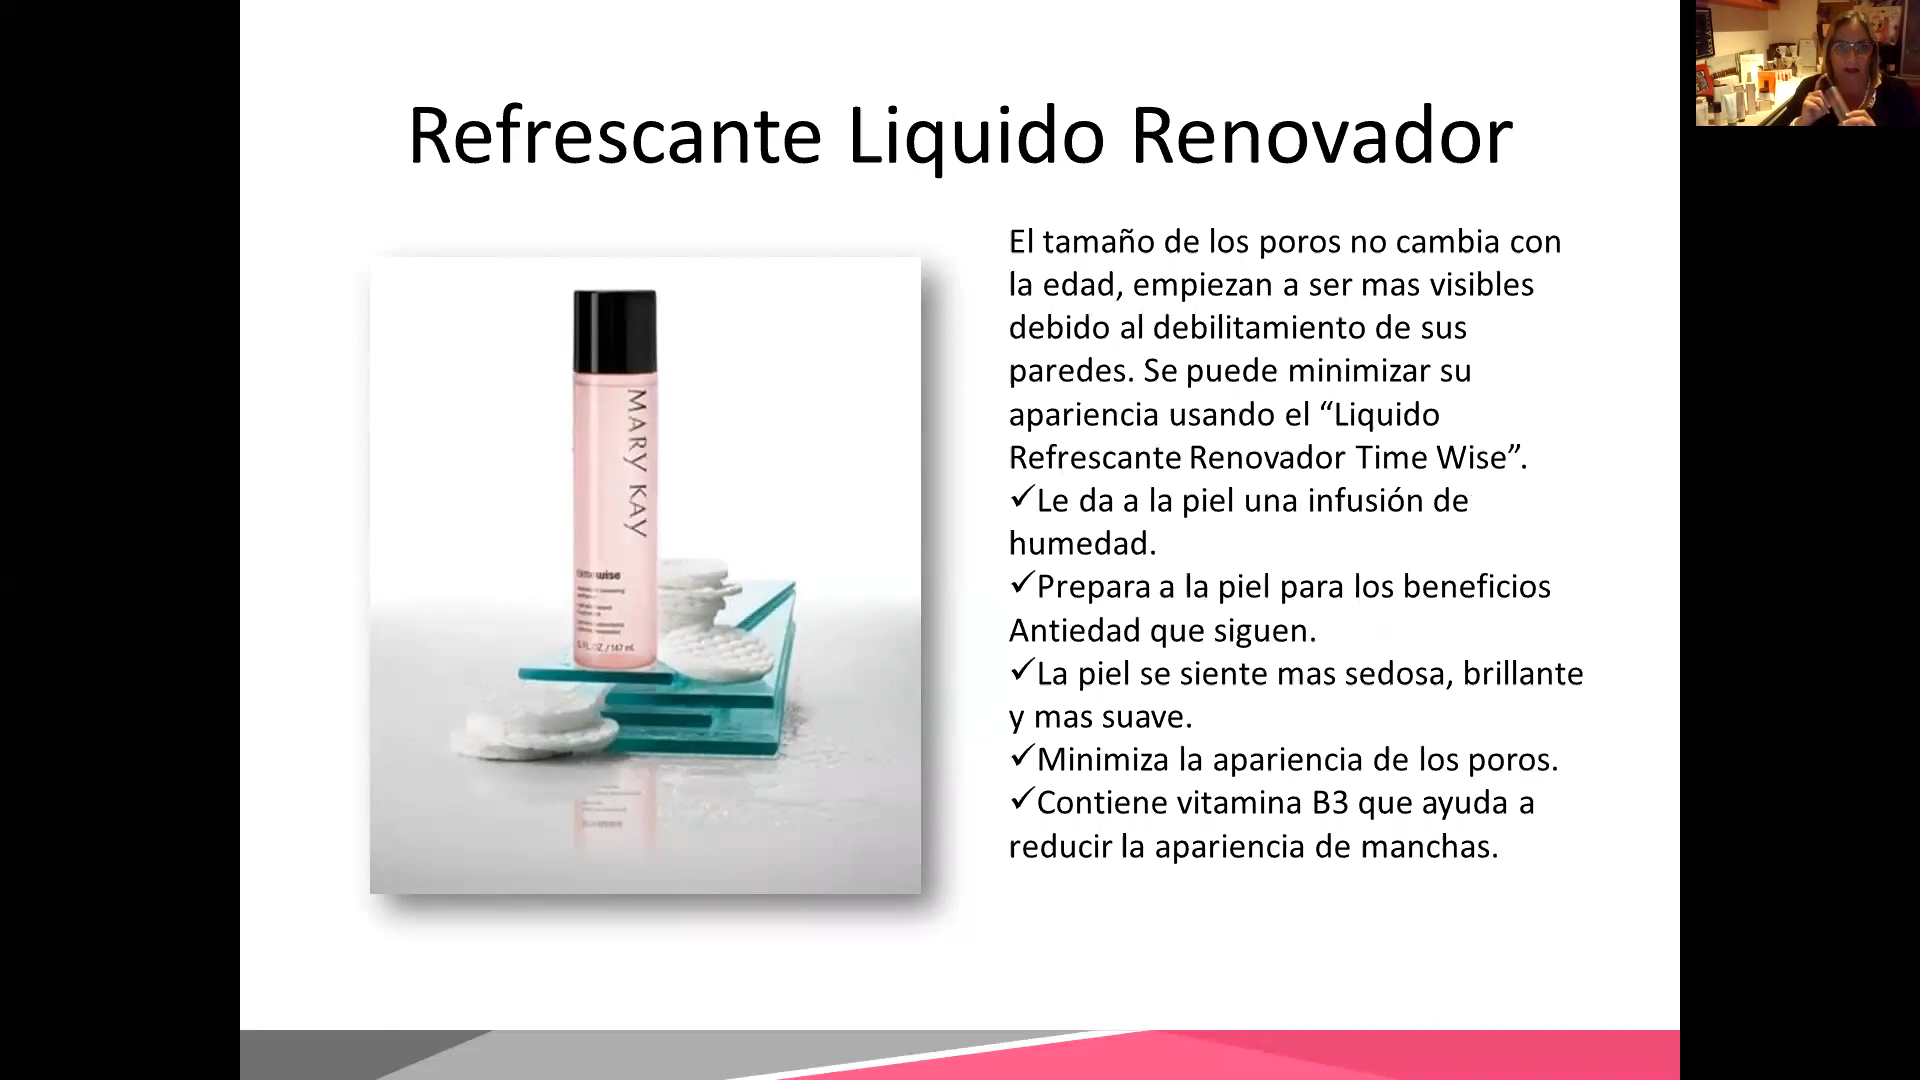 Refrescante Liquido Renovador
El tamaño de los poros no cambia con
la edad, empiezan a ser mas visibles
debido al debilitamiento de sus
paredes. Se puede minimizar su
apariencia usando el “Liquido
Refrescante Renovador Time Wise”.
✓Le da a la piel una infusión de
humedad.
✓Prepara a la piel para los beneficios
Antiedad que siguen.
✓La piel se siente mas sedosa, brillante
y mas suave.
✓Minimiza la apariencia de los poros.
✓Contiene vitamina B3 que ayuda a
reducir la apariencia de manchas.
MARY KAY
FL. OZ / 147 mL